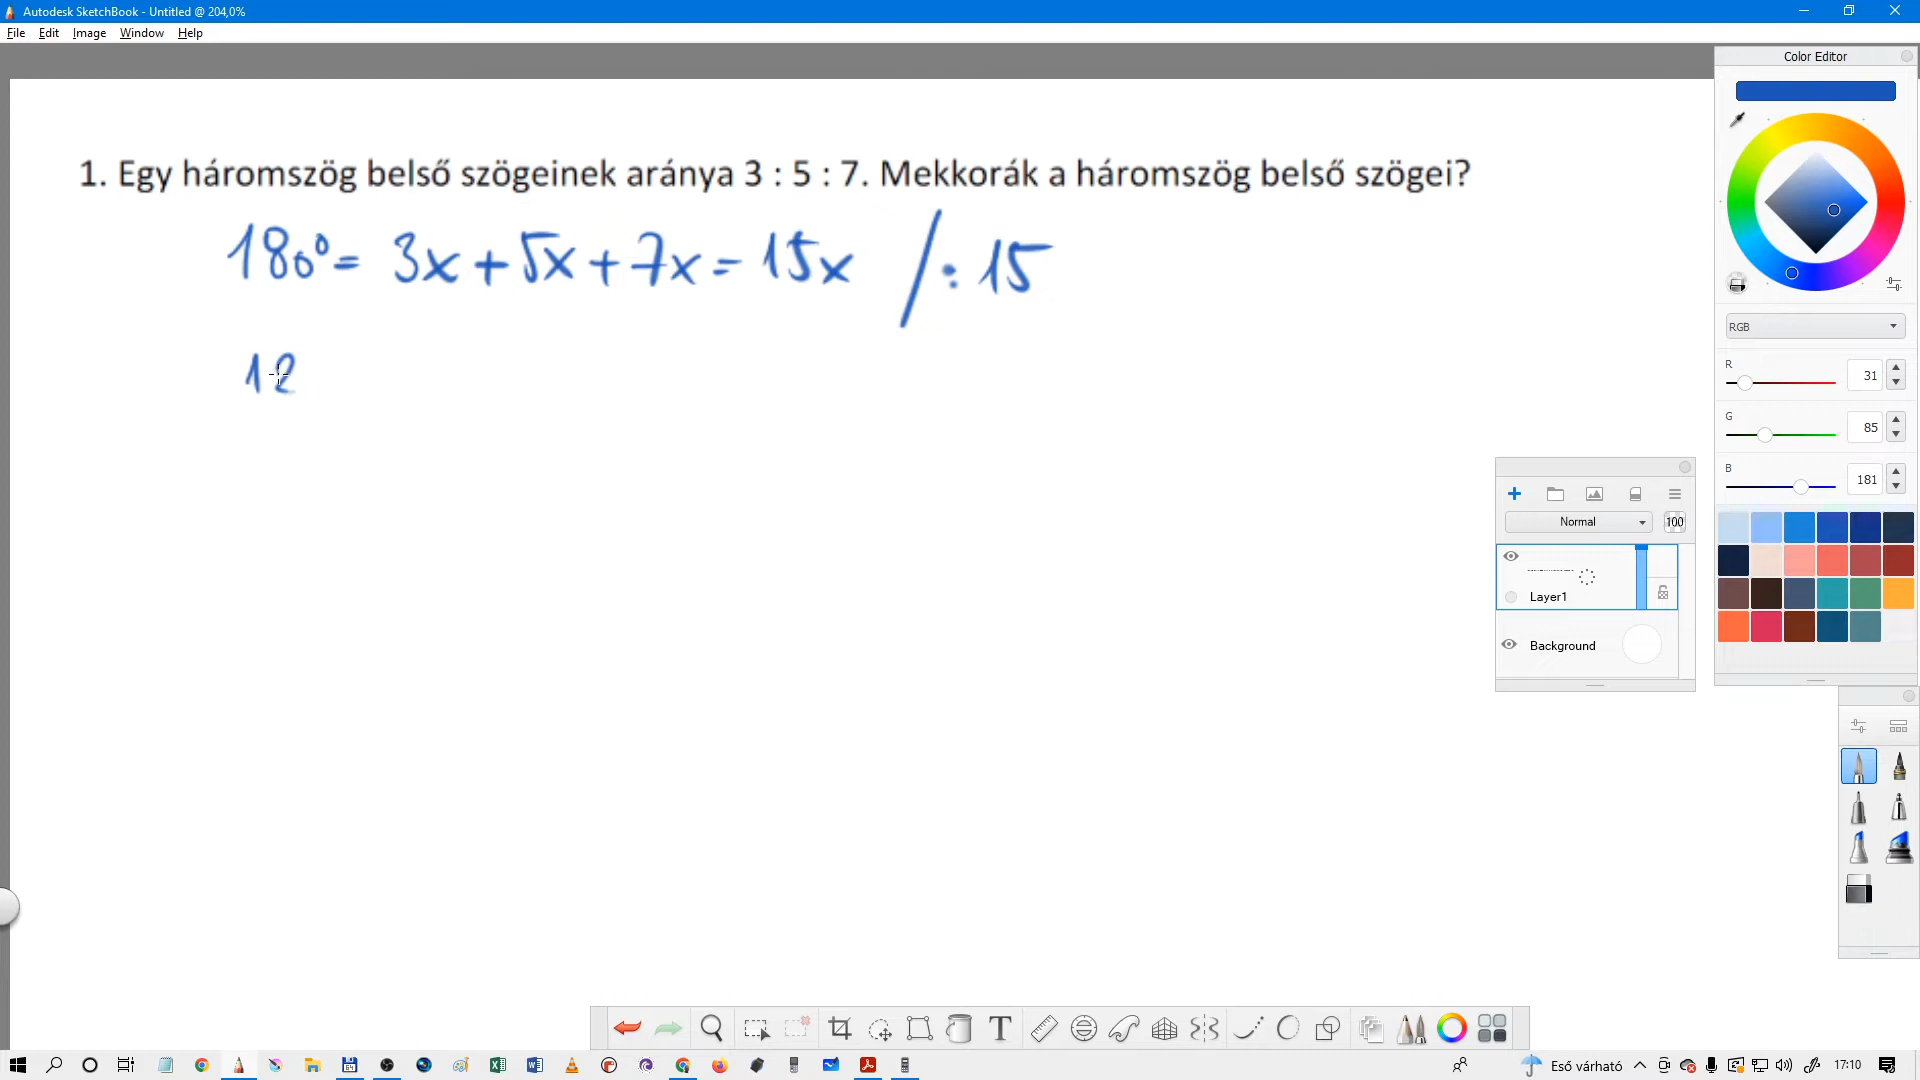 Autodesk SketchBook - Untitled @ 204,0%
File Edit Image Window Help
Color Editor
1. Egy háromszög belső szögeinek aránya 3 : 5 : 7. Mekkorák a háromszög belső szögei?
180° = 3x + 5x + 7x = 15x / : 15
12
RGB
R 31
G 85
B 181
Normal 100
Layer1
Background
Eső várható 17:10